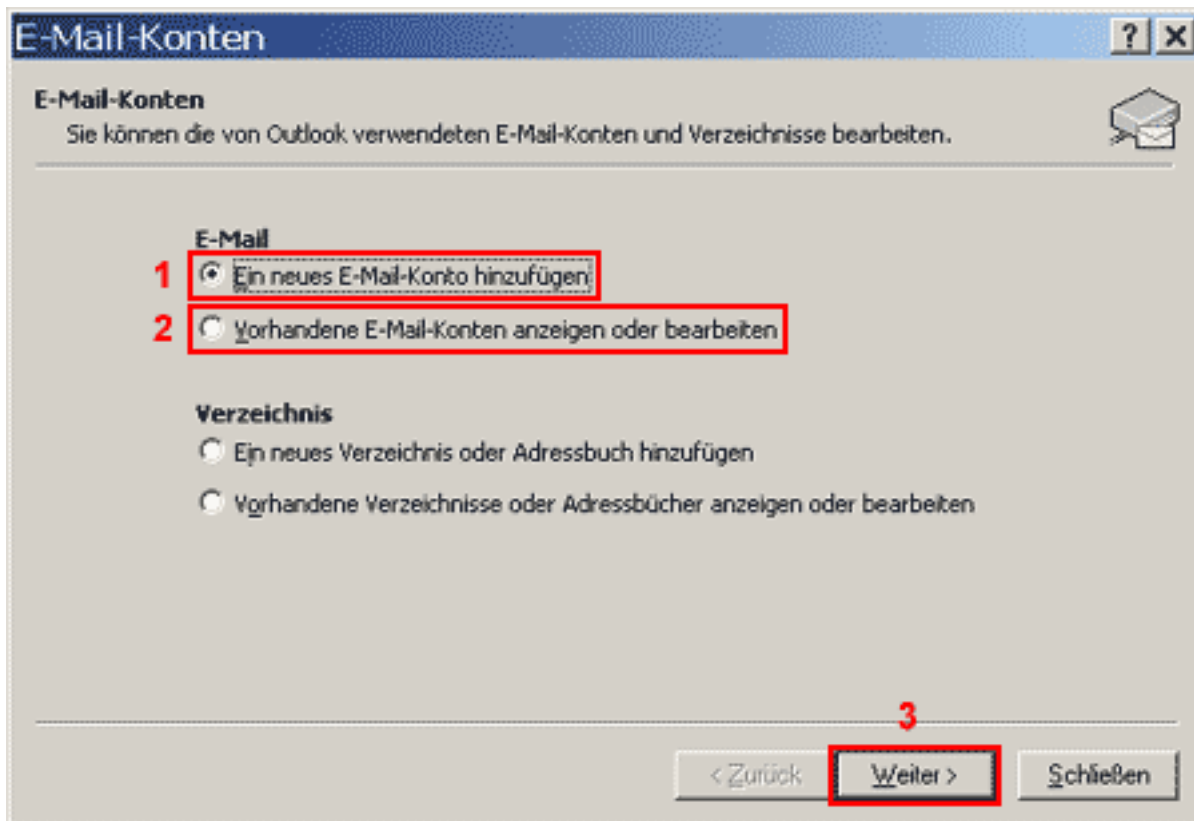 E-Mail-Konten
E-Mail-Konten
Sie können die von Outlook verwendeten E-Mail-Konten und Verzeichnisse bearbeiten.
E-Mail
1 Ein neues E-Mail-Konto hinzufügen
2 Vorhandene E-Mail-Konten anzeigen oder bearbeiten
Verzeichnis
Ein neues Verzeichnis oder Adressbuch hinzufügen
Vorhandene Verzeichnisse oder Adressbücher anzeigen oder bearbeiten
3
< Zurück Weiter > Schließen